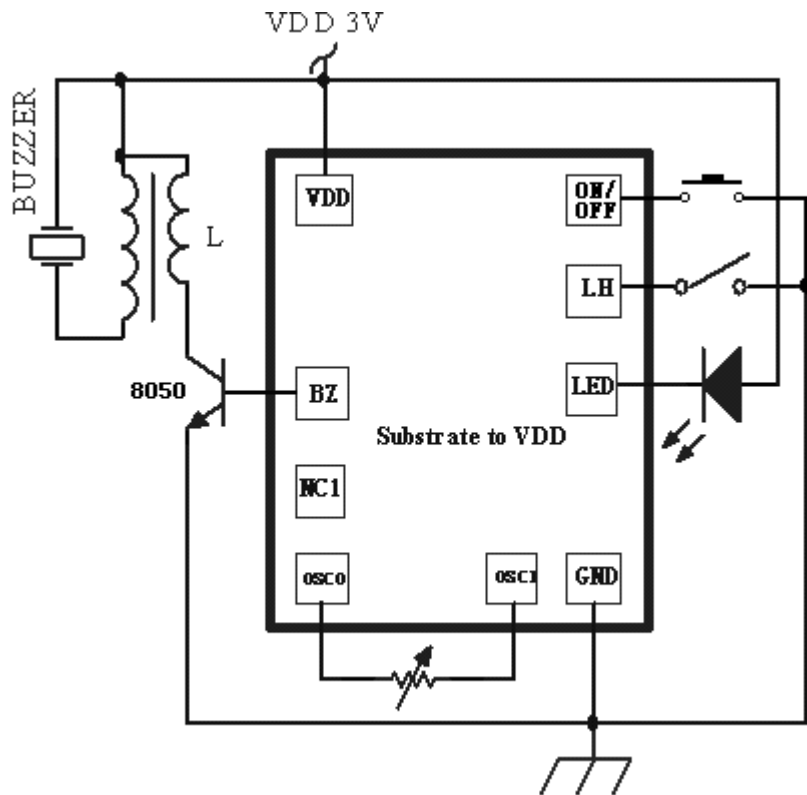 VDD 3V
BUZZER
L
8050
VDD
ON/
OFF
LH
BZ
LED
Substrate to VDD
NC1
OSCO
OSCI
GND